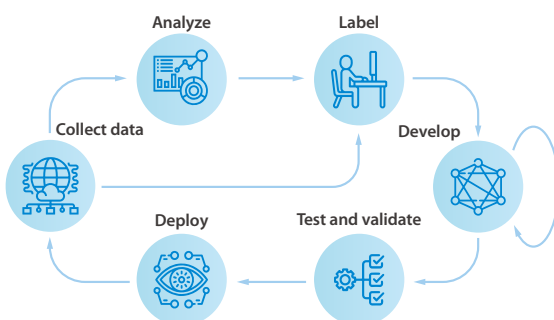 Analyze
Label
Collect data
Develop
Deploy
Test and validate